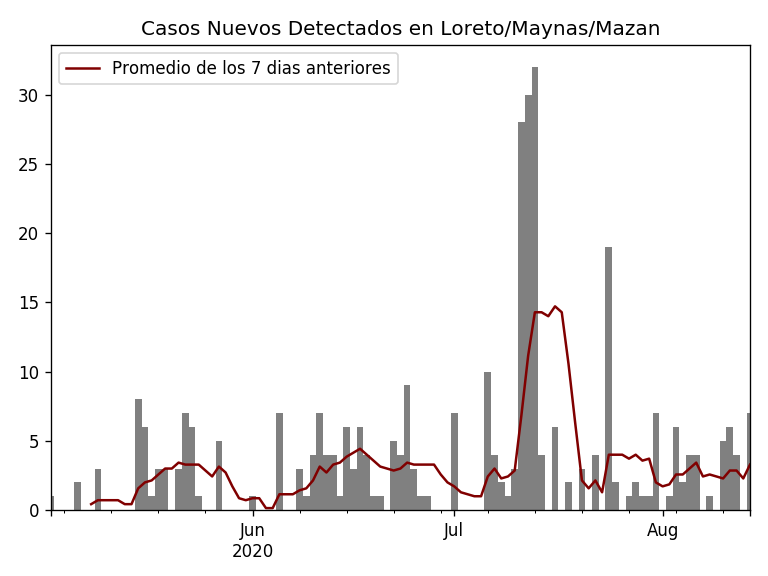 Casos Nuevos Detectados en Loreto/Maynas/Mazan
Promedio de los 7 dias anteriores
30
25
20
15
10
5
0
Jun
2020
Jul
Aug